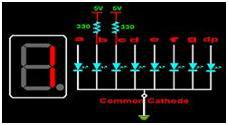 5V 5V
330 330
a b c d e f g dp
Common Cathode